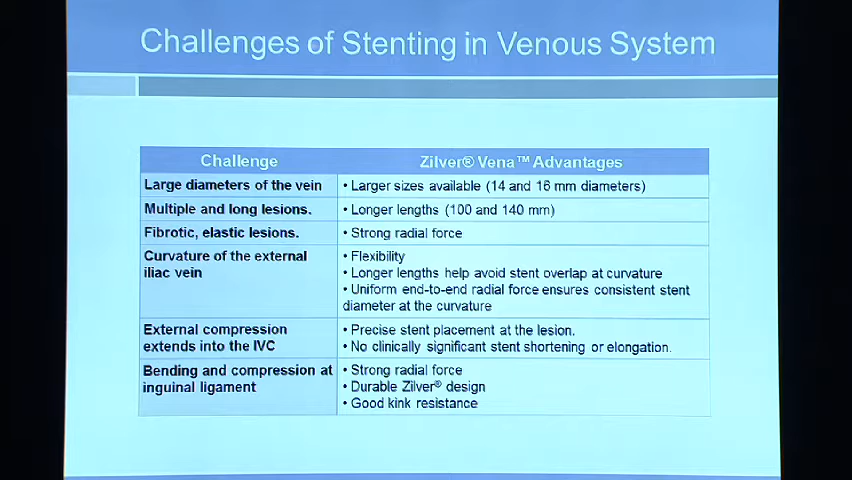 Challenges of Stenting in Venous System
Challenge
Zilver® Vena™ Advantages
Large diameters of the vein
• Larger sizes available (14 and 16 mm diameters)
Multiple and long lesions.
• Longer lengths (100 and 140 mm)
Fibrotic, elastic lesions.
• Strong radial force
Curvature of the external
iliac vein
• Flexibility
• Longer lengths help avoid stent overlap at curvature
• Uniform end-to-end radial force ensures consistent stent
diameter at the curvature
External compression
extends into the IVC
• Precise stent placement at the lesion.
• No clinically significant stent shortening or elongation.
Bending and compression at
inguinal ligament
• Strong radial force
• Durable Zilver® design
• Good kink resistance